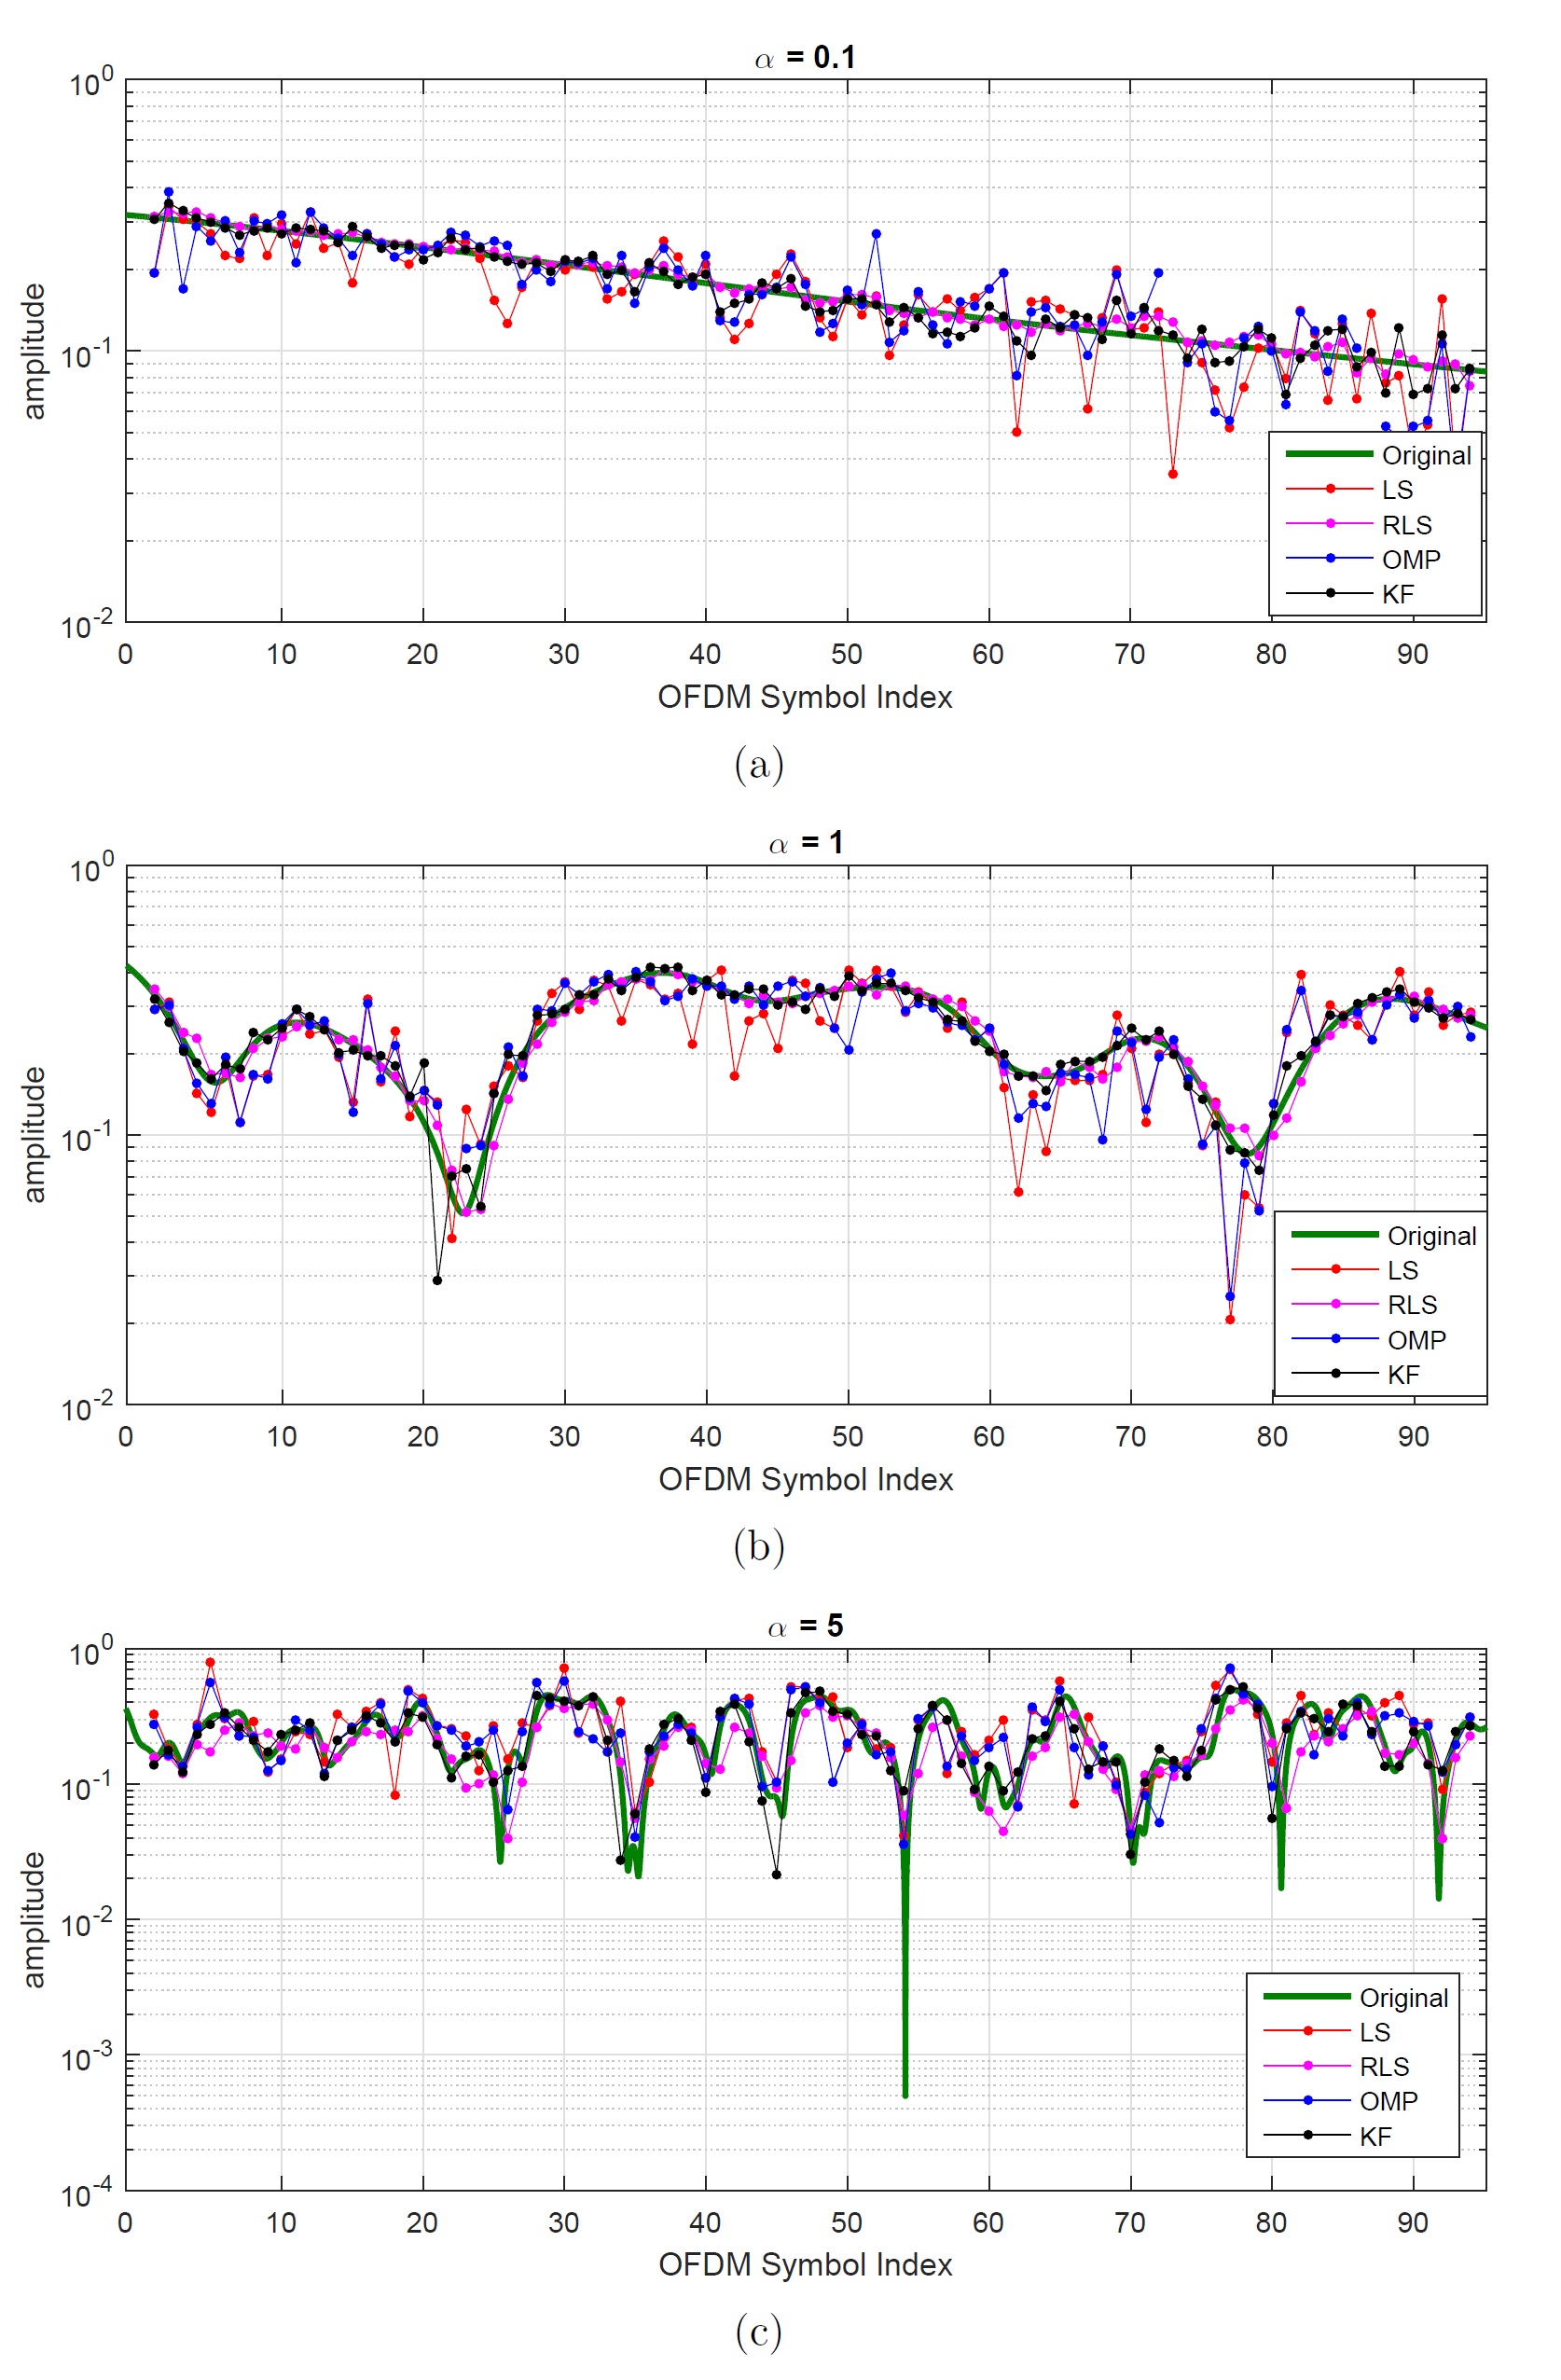 α = 0.1
10^0
10^-1
10^-2
amplitude
0 10 20 30 40 50 60 70 80 90
OFDM Symbol Index
Original
LS
RLS
OMP
KF
(a)
α = 1
10^0
10^-1
10^-2
amplitude
0 10 20 30 40 50 60 70 80 90
OFDM Symbol Index
Original
LS
RLS
OMP
KF
(b)
α = 5
10^0
10^-1
10^-2
10^-3
10^-4
amplitude
0 10 20 30 40 50 60 70 80 90
OFDM Symbol Index
Original
LS
RLS
OMP
KF
(c)